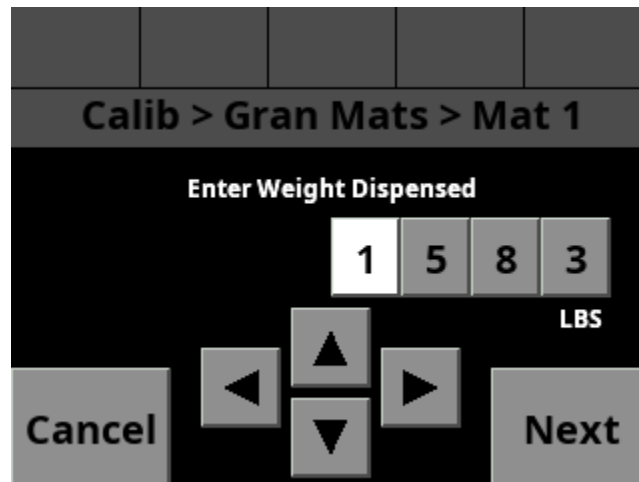 Calib > Gran Mats > Mat 1
Enter Weight Dispensed
1 5 8 3
LBS
Cancel
Next